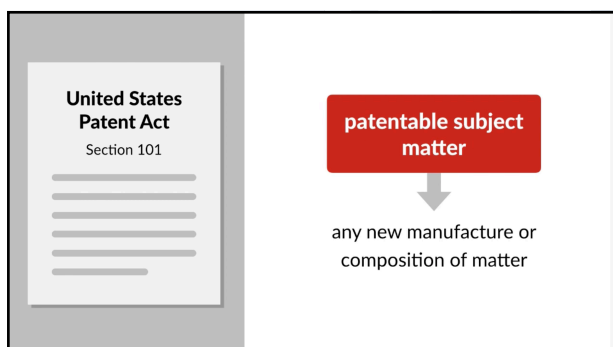 United States
Patent Act
Section 101
patentable subject
matter
any new manufacture or
composition of matter